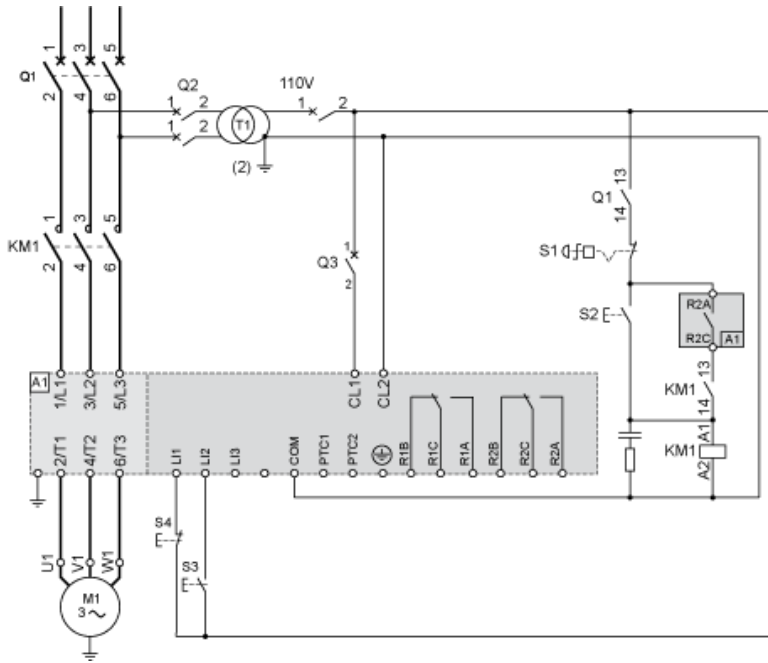 1 3 5
Q1
2 4 6
Q2
1 2
1 2
T1
(2)
110V
1 2
1 3 5
KM1
2 4 6
Q3
1
2
Q1
13
14
S1
S2
R2A
R2C
A1
KM1
13
14
KM1
A1
A2
A1
1/L1 3/L2 5/L3
CL1 CL2
2/T1 4/T2 6/T3
LI1 LI2 LI3 COM PTC1 PTC2 R1B R1C R1A R2B R2C R2A
S4
S3
U1 V1 W1
M1
3 ~